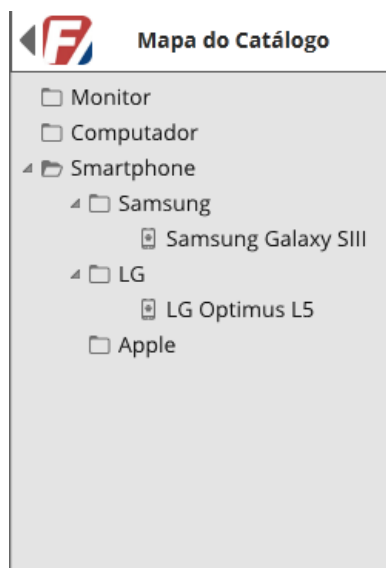 F
Mapa do Catálogo
Monitor
Computador
Smartphone
Samsung
Samsung Galaxy SIII
LG
LG Optimus L5
Apple